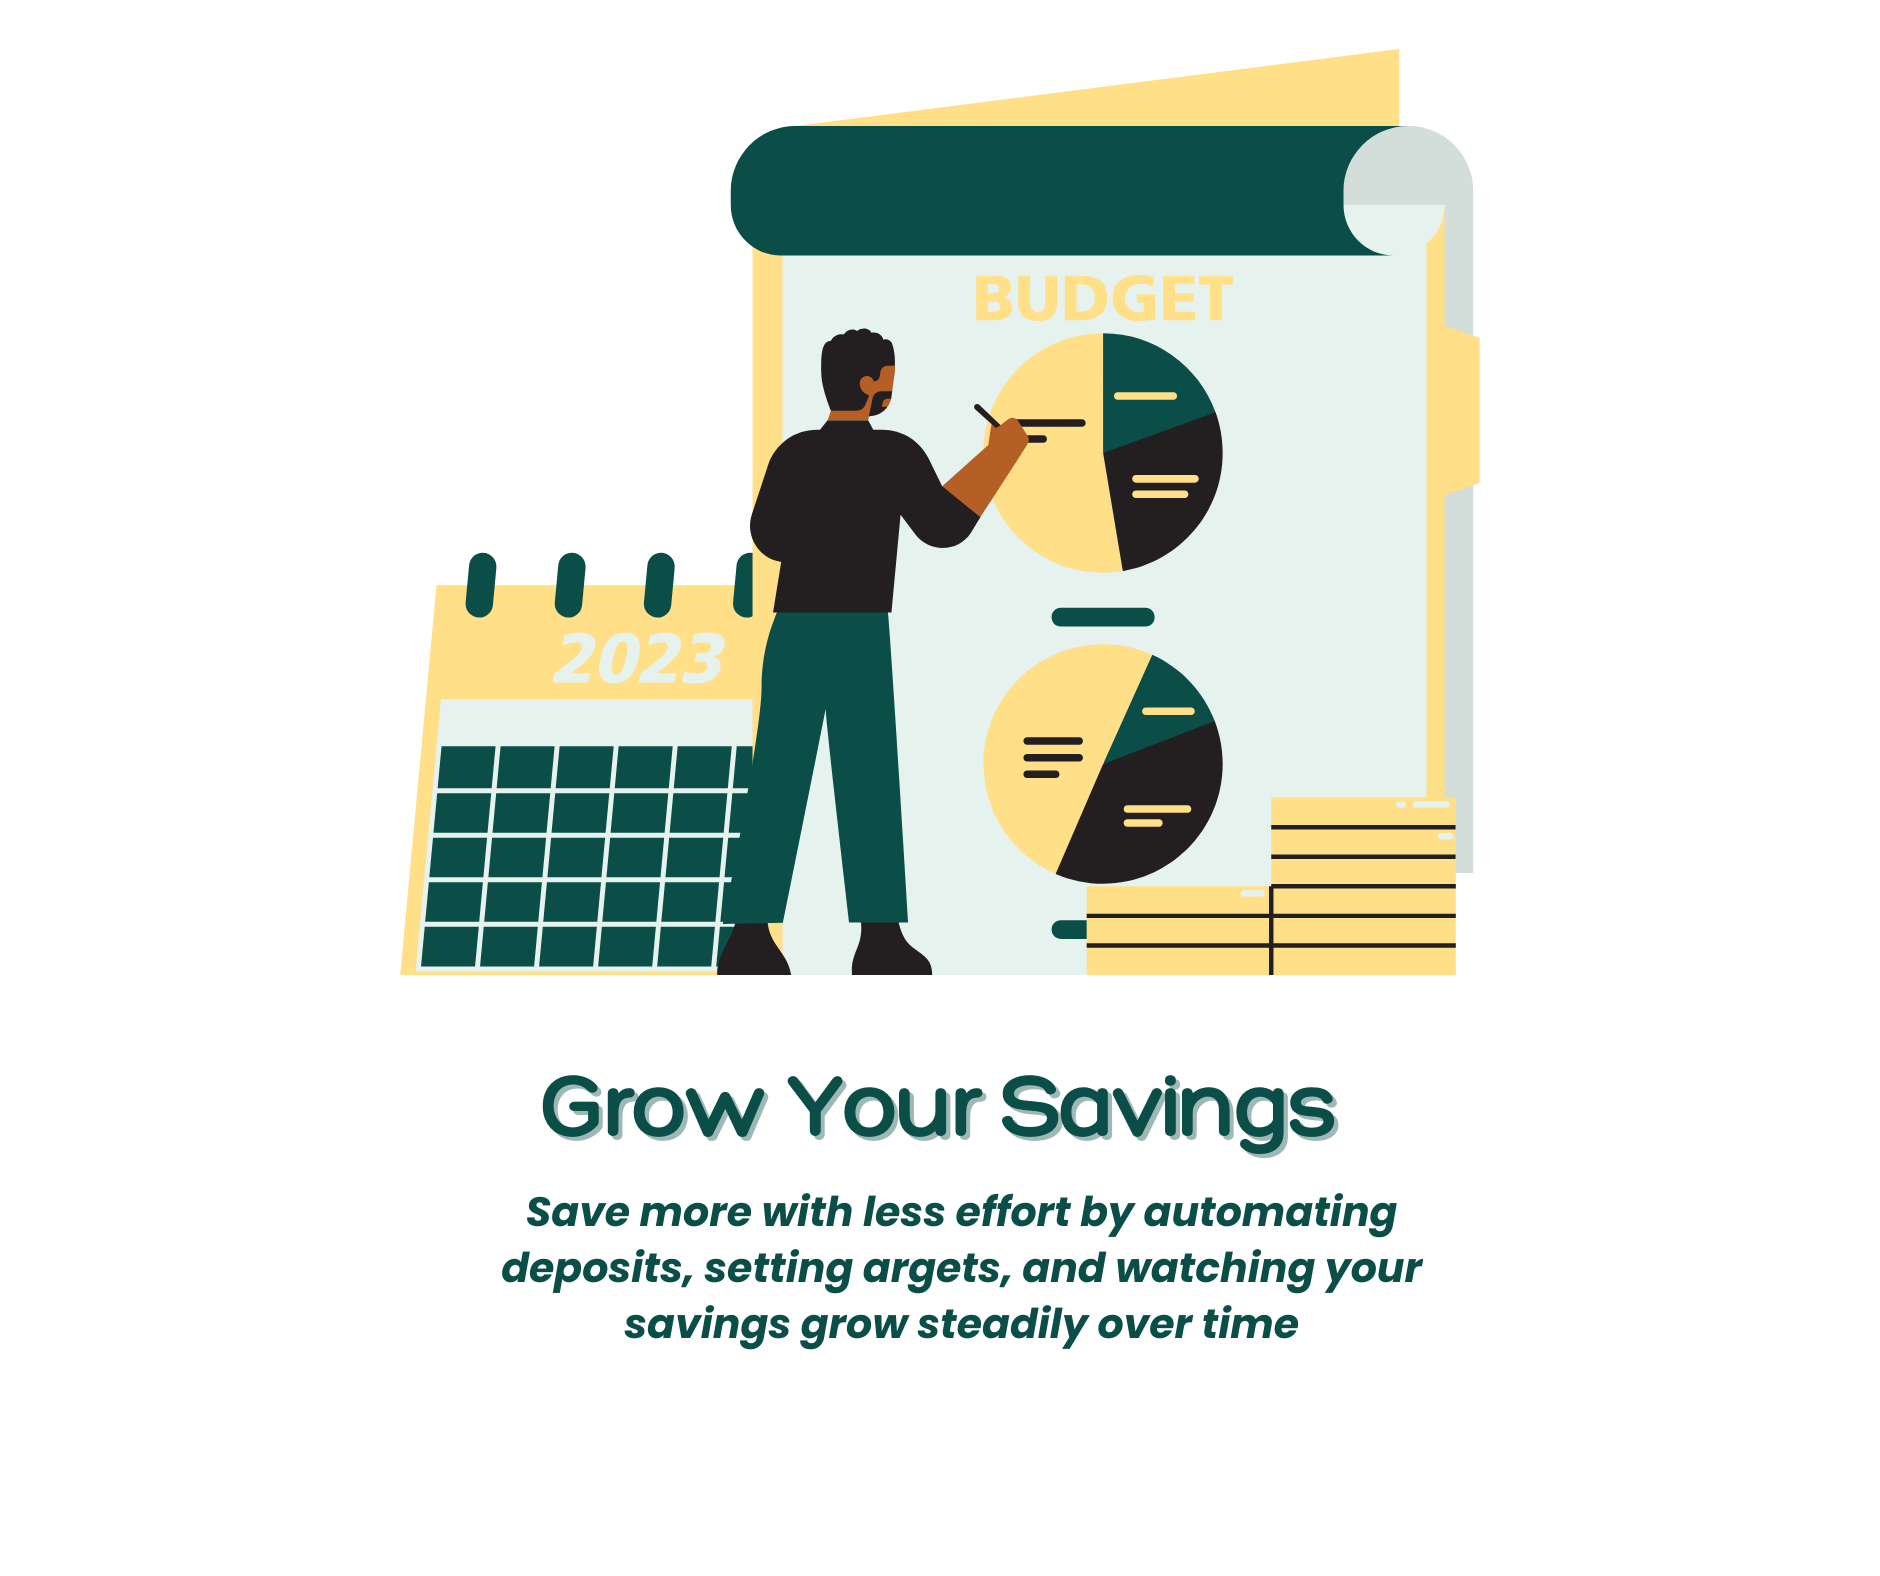 BUDGET
2023
Grow Your Savings
Save more with less effort by automating
deposits, setting argets, and watching your
savings grow steadily over time